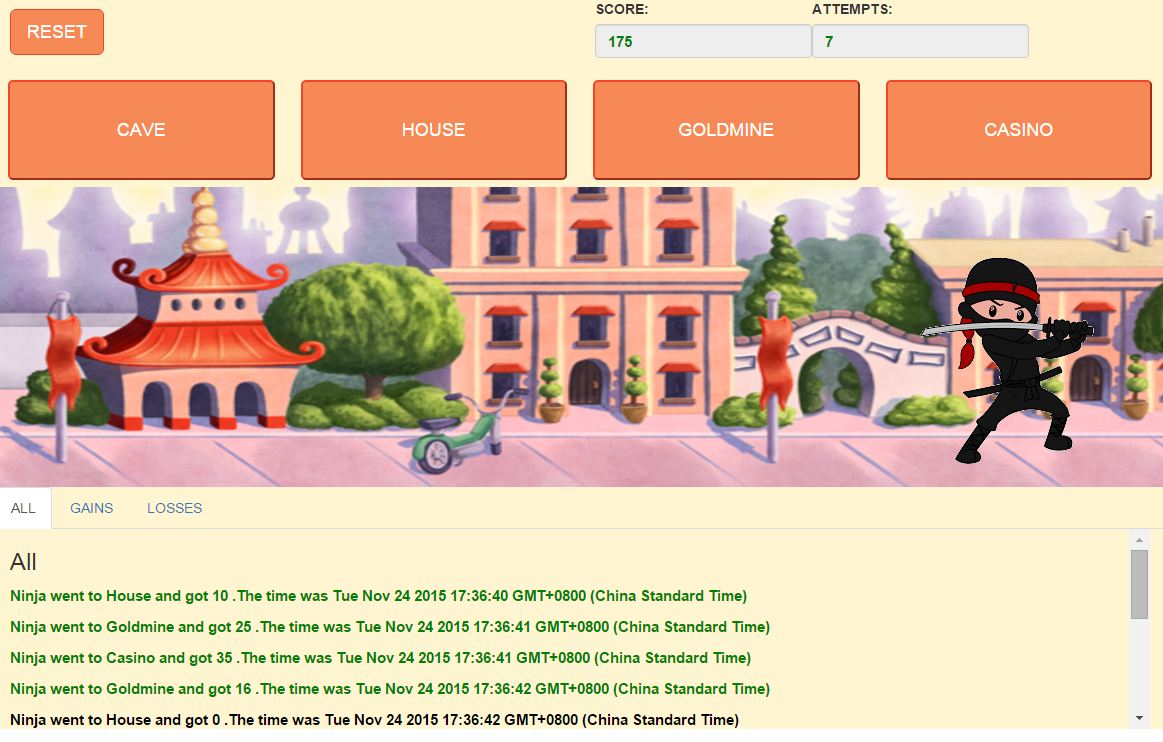 RESET
SCORE: ATTEMPTS:
175 7
CAVE HOUSE GOLDMINE CASINO
ALL GAINS LOSSES
All
Ninja went to House and got 10 .The time was Tue Nov 24 2015 17:36:40 GMT+0800 (China Standard Time)
Ninja went to Goldmine and got 25 .The time was Tue Nov 24 2015 17:36:41 GMT+0800 (China Standard Time)
Ninja went to Casino and got 35 .The time was Tue Nov 24 2015 17:36:41 GMT+0800 (China Standard Time)
Ninja went to Goldmine and got 16 .The time was Tue Nov 24 2015 17:36:42 GMT+0800 (China Standard Time)
Ninja went to House and got 0 .The time was Tue Nov 24 2015 17:36:42 GMT+0800 (China Standard Time)